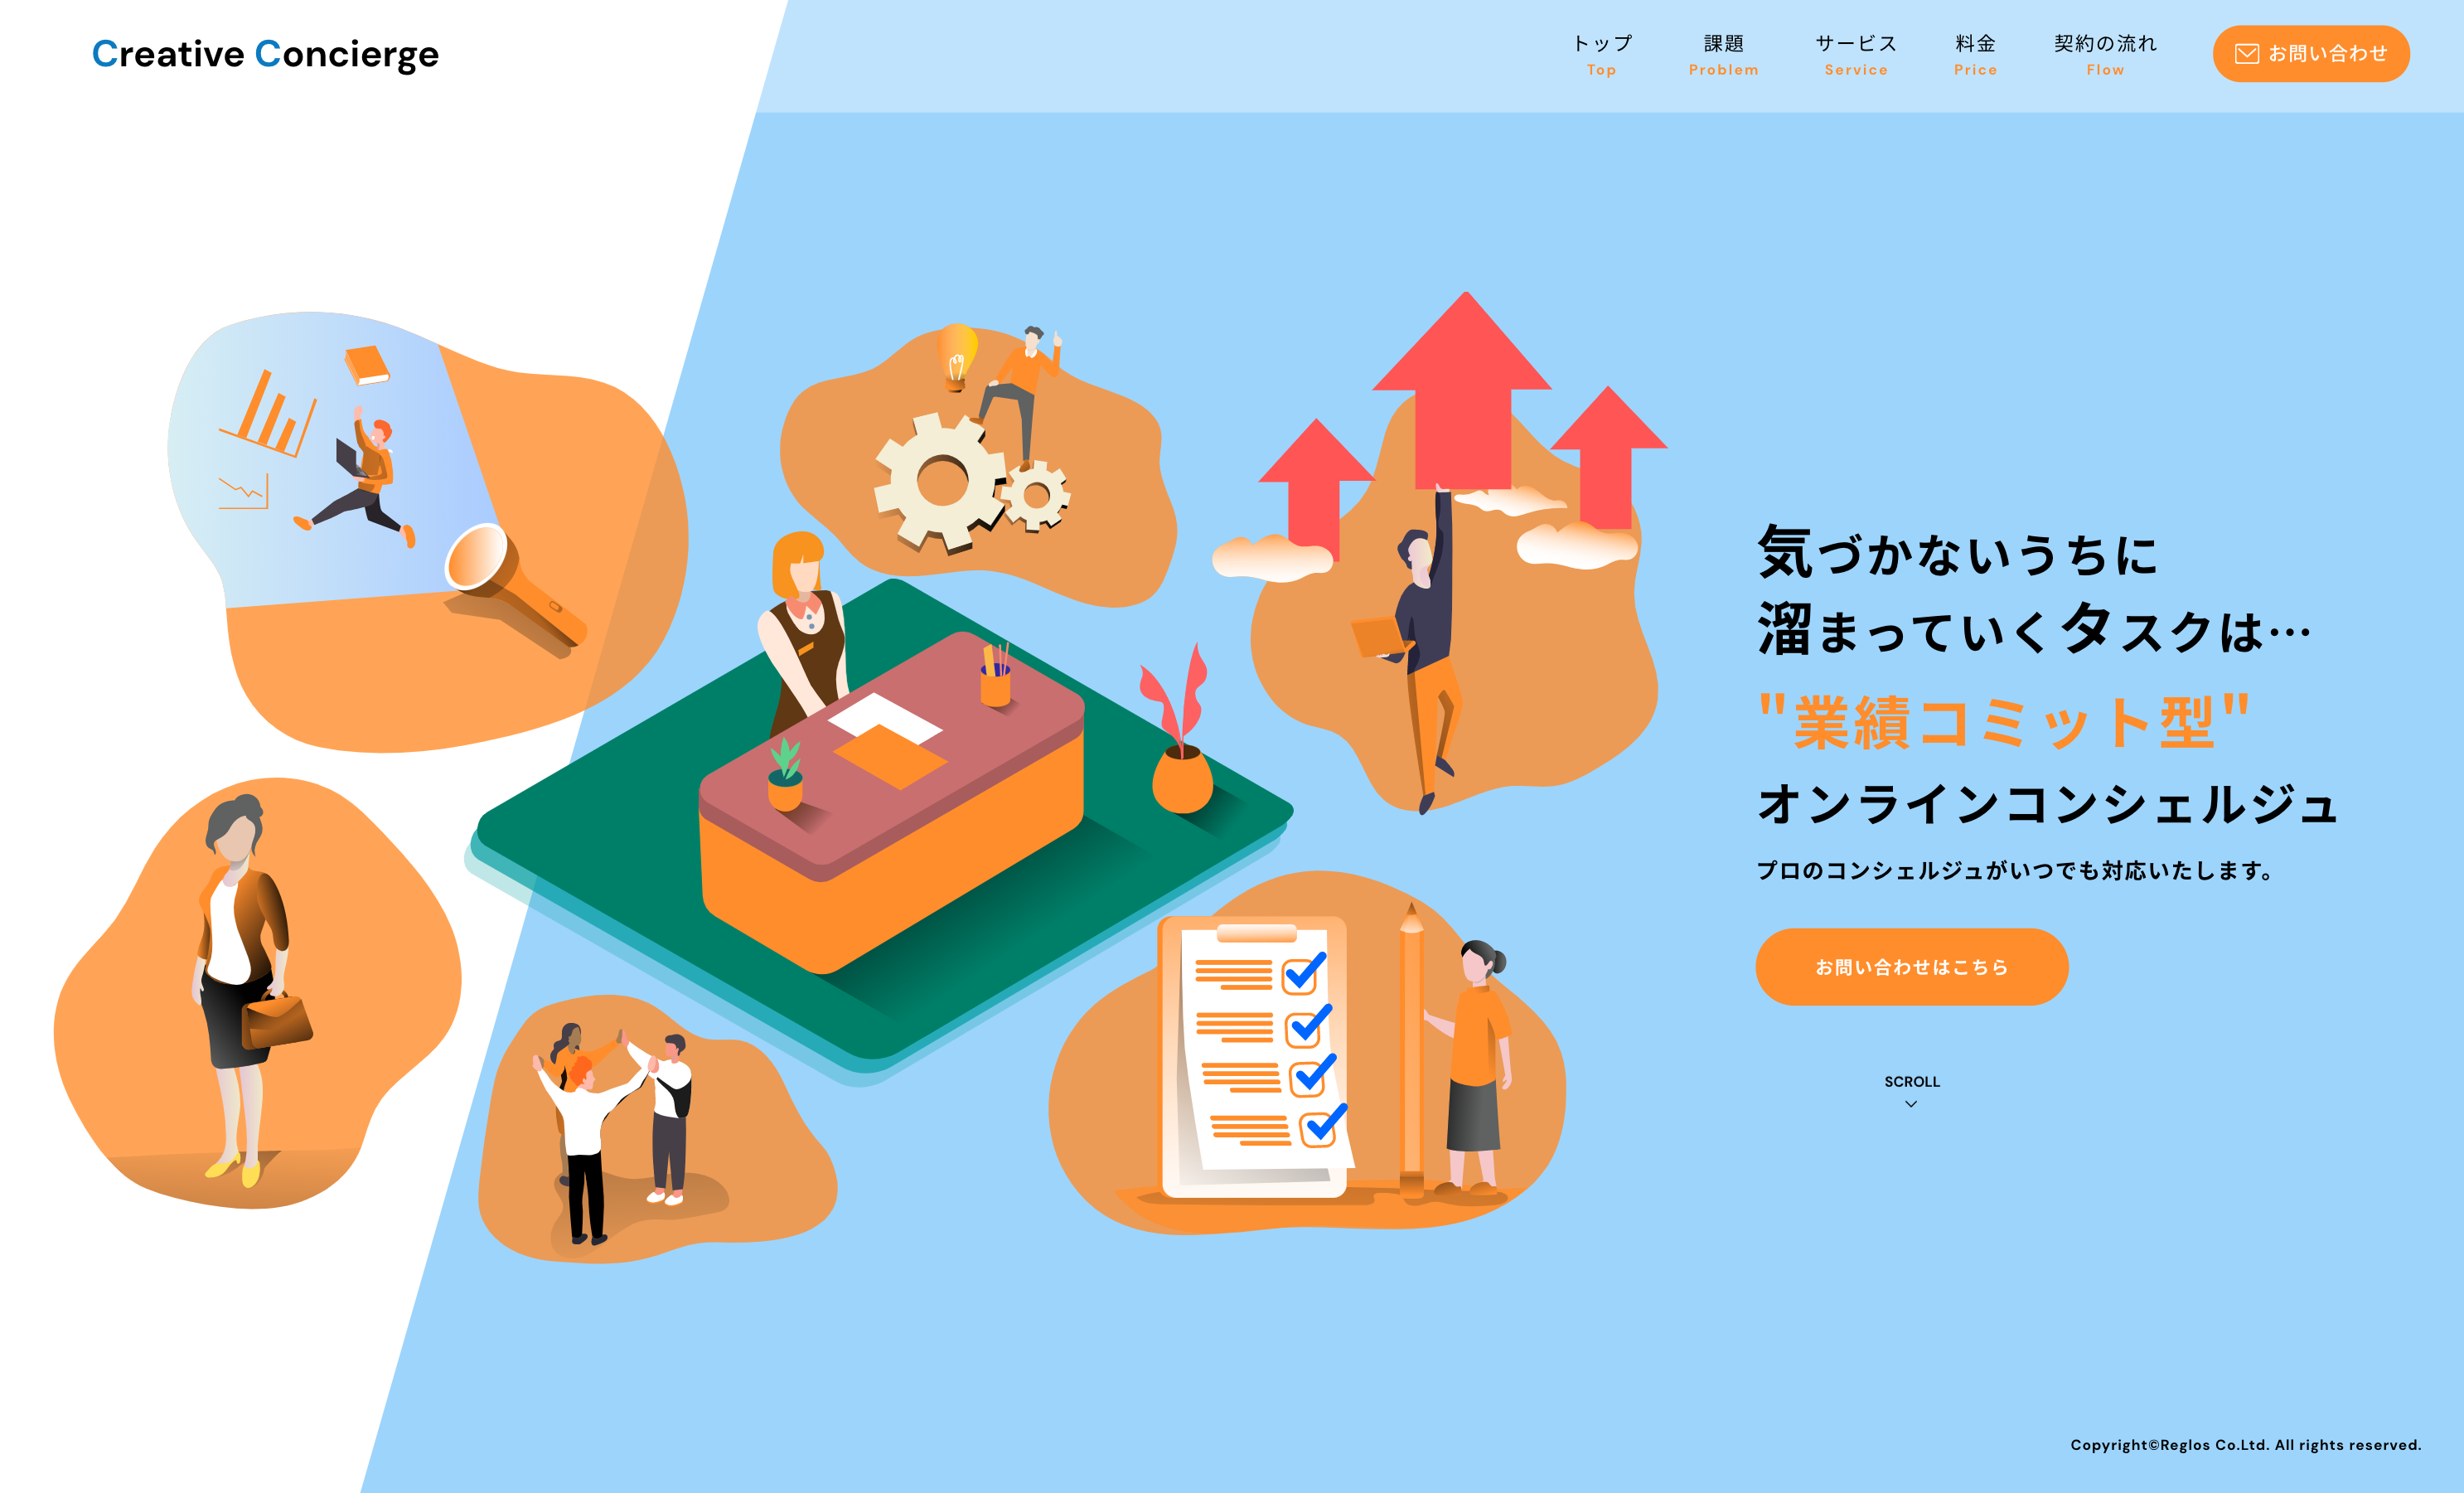 Creative Concierge
トップ
Top
課題
Problem
サービス
Service
料金
Price
契約の流れ
Flow
お問い合わせ
気づかないうちに
溜まっていくタスクは…
"業績コミット型"
オンラインコンシェルジュ
プロのコンシェルジュがいつでも対応いたします。
お問い合わせはこちら
SCROLL
Copyright©Reglos Co.Ltd. All rights reserved.